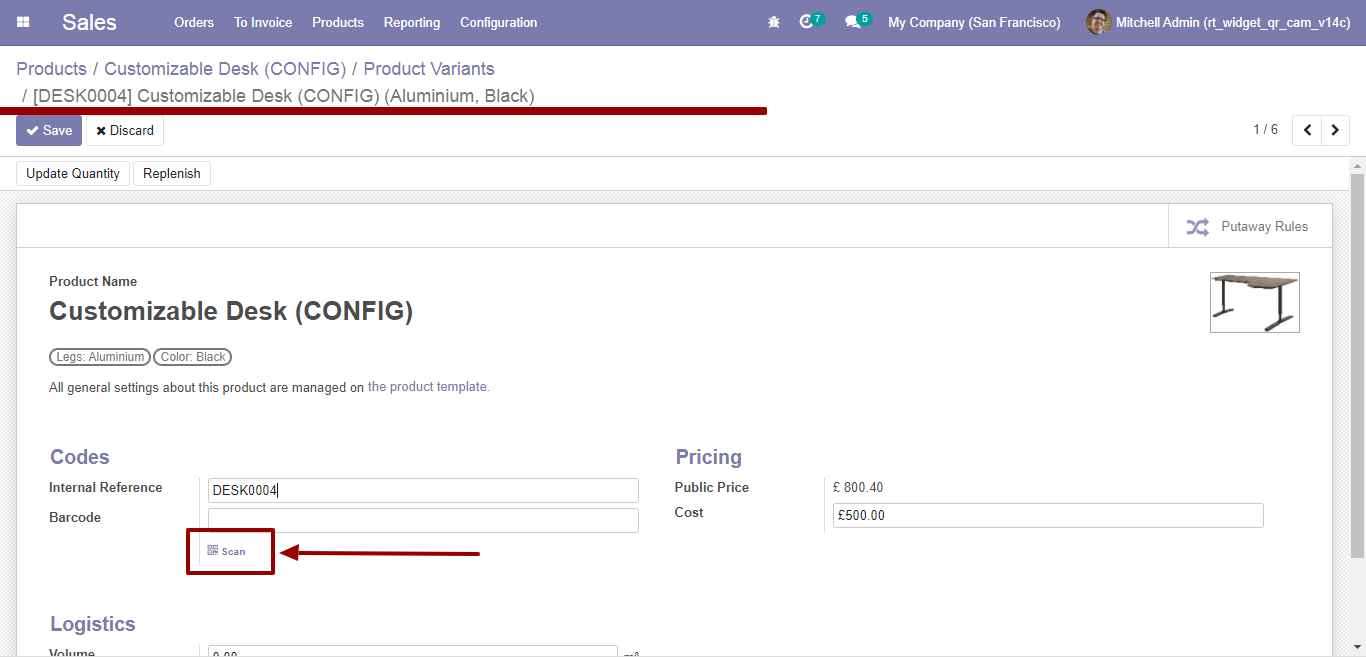 Sales Orders To Invoice Products Reporting Configuration 7 5 My Company (San Francisco) Mitchell Admin (rt_widget_qr_cam_v14c)
Products / Customizable Desk (CONFIG) / Product Variants
/ [DESK0004] Customizable Desk (CONFIG) (Aluminium, Black)
Save Discard 1 / 6
Update Quantity Replenish
Putaway Rules
Product Name
Customizable Desk (CONFIG)
Legs: Aluminium Color: Black
All general settings about this product are managed on the product template.
Codes Pricing
Internal Reference DESK0004 Public Price £ 800.40
Barcode Cost £500.00
Scan
Logistics
Volume 0.00 m³